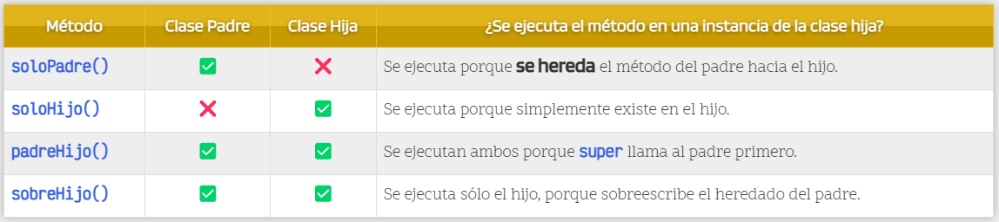 Método Clase Padre Clase Hija ¿Se ejecuta el método en una instancia de la clase hija?
soloPadre() ✅ ❌ Se ejecuta porque se hereda el método del padre hacia el hijo.
soloHijo() ❌ ✅ Se ejecuta porque simplemente existe en el hijo.
padreHijo() ✅ ✅ Se ejecutan ambos porque super llama al padre primero.
sobreHijo() ✅ ✅ Se ejecuta sólo el hijo, porque sobreescribe el heredado del padre.